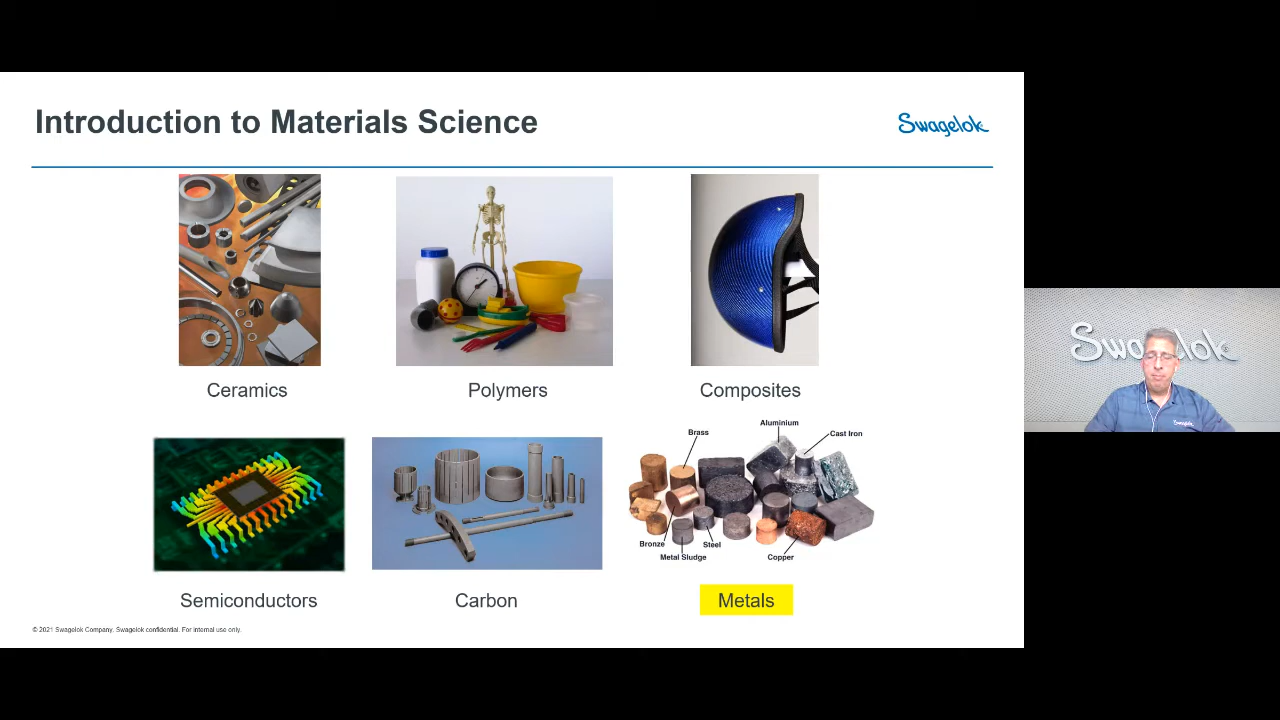 Introduction to Materials Science
Swagelok
Ceramics
Polymers
Composites
Swagelok
Aluminium
Brass
Cast Iron
Bronze
Steel
Metal Sludge
Copper
Semiconductors
Carbon
Metals
© 2021 Swagelok Company. Swagelok confidential. For internal use only.